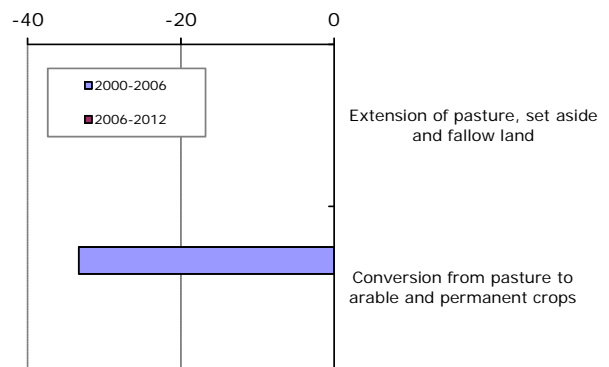 -40 -20 0
2000-2006
2006-2012
Extension of pasture, set aside
and fallow land
Conversion from pasture to
arable and permanent crops